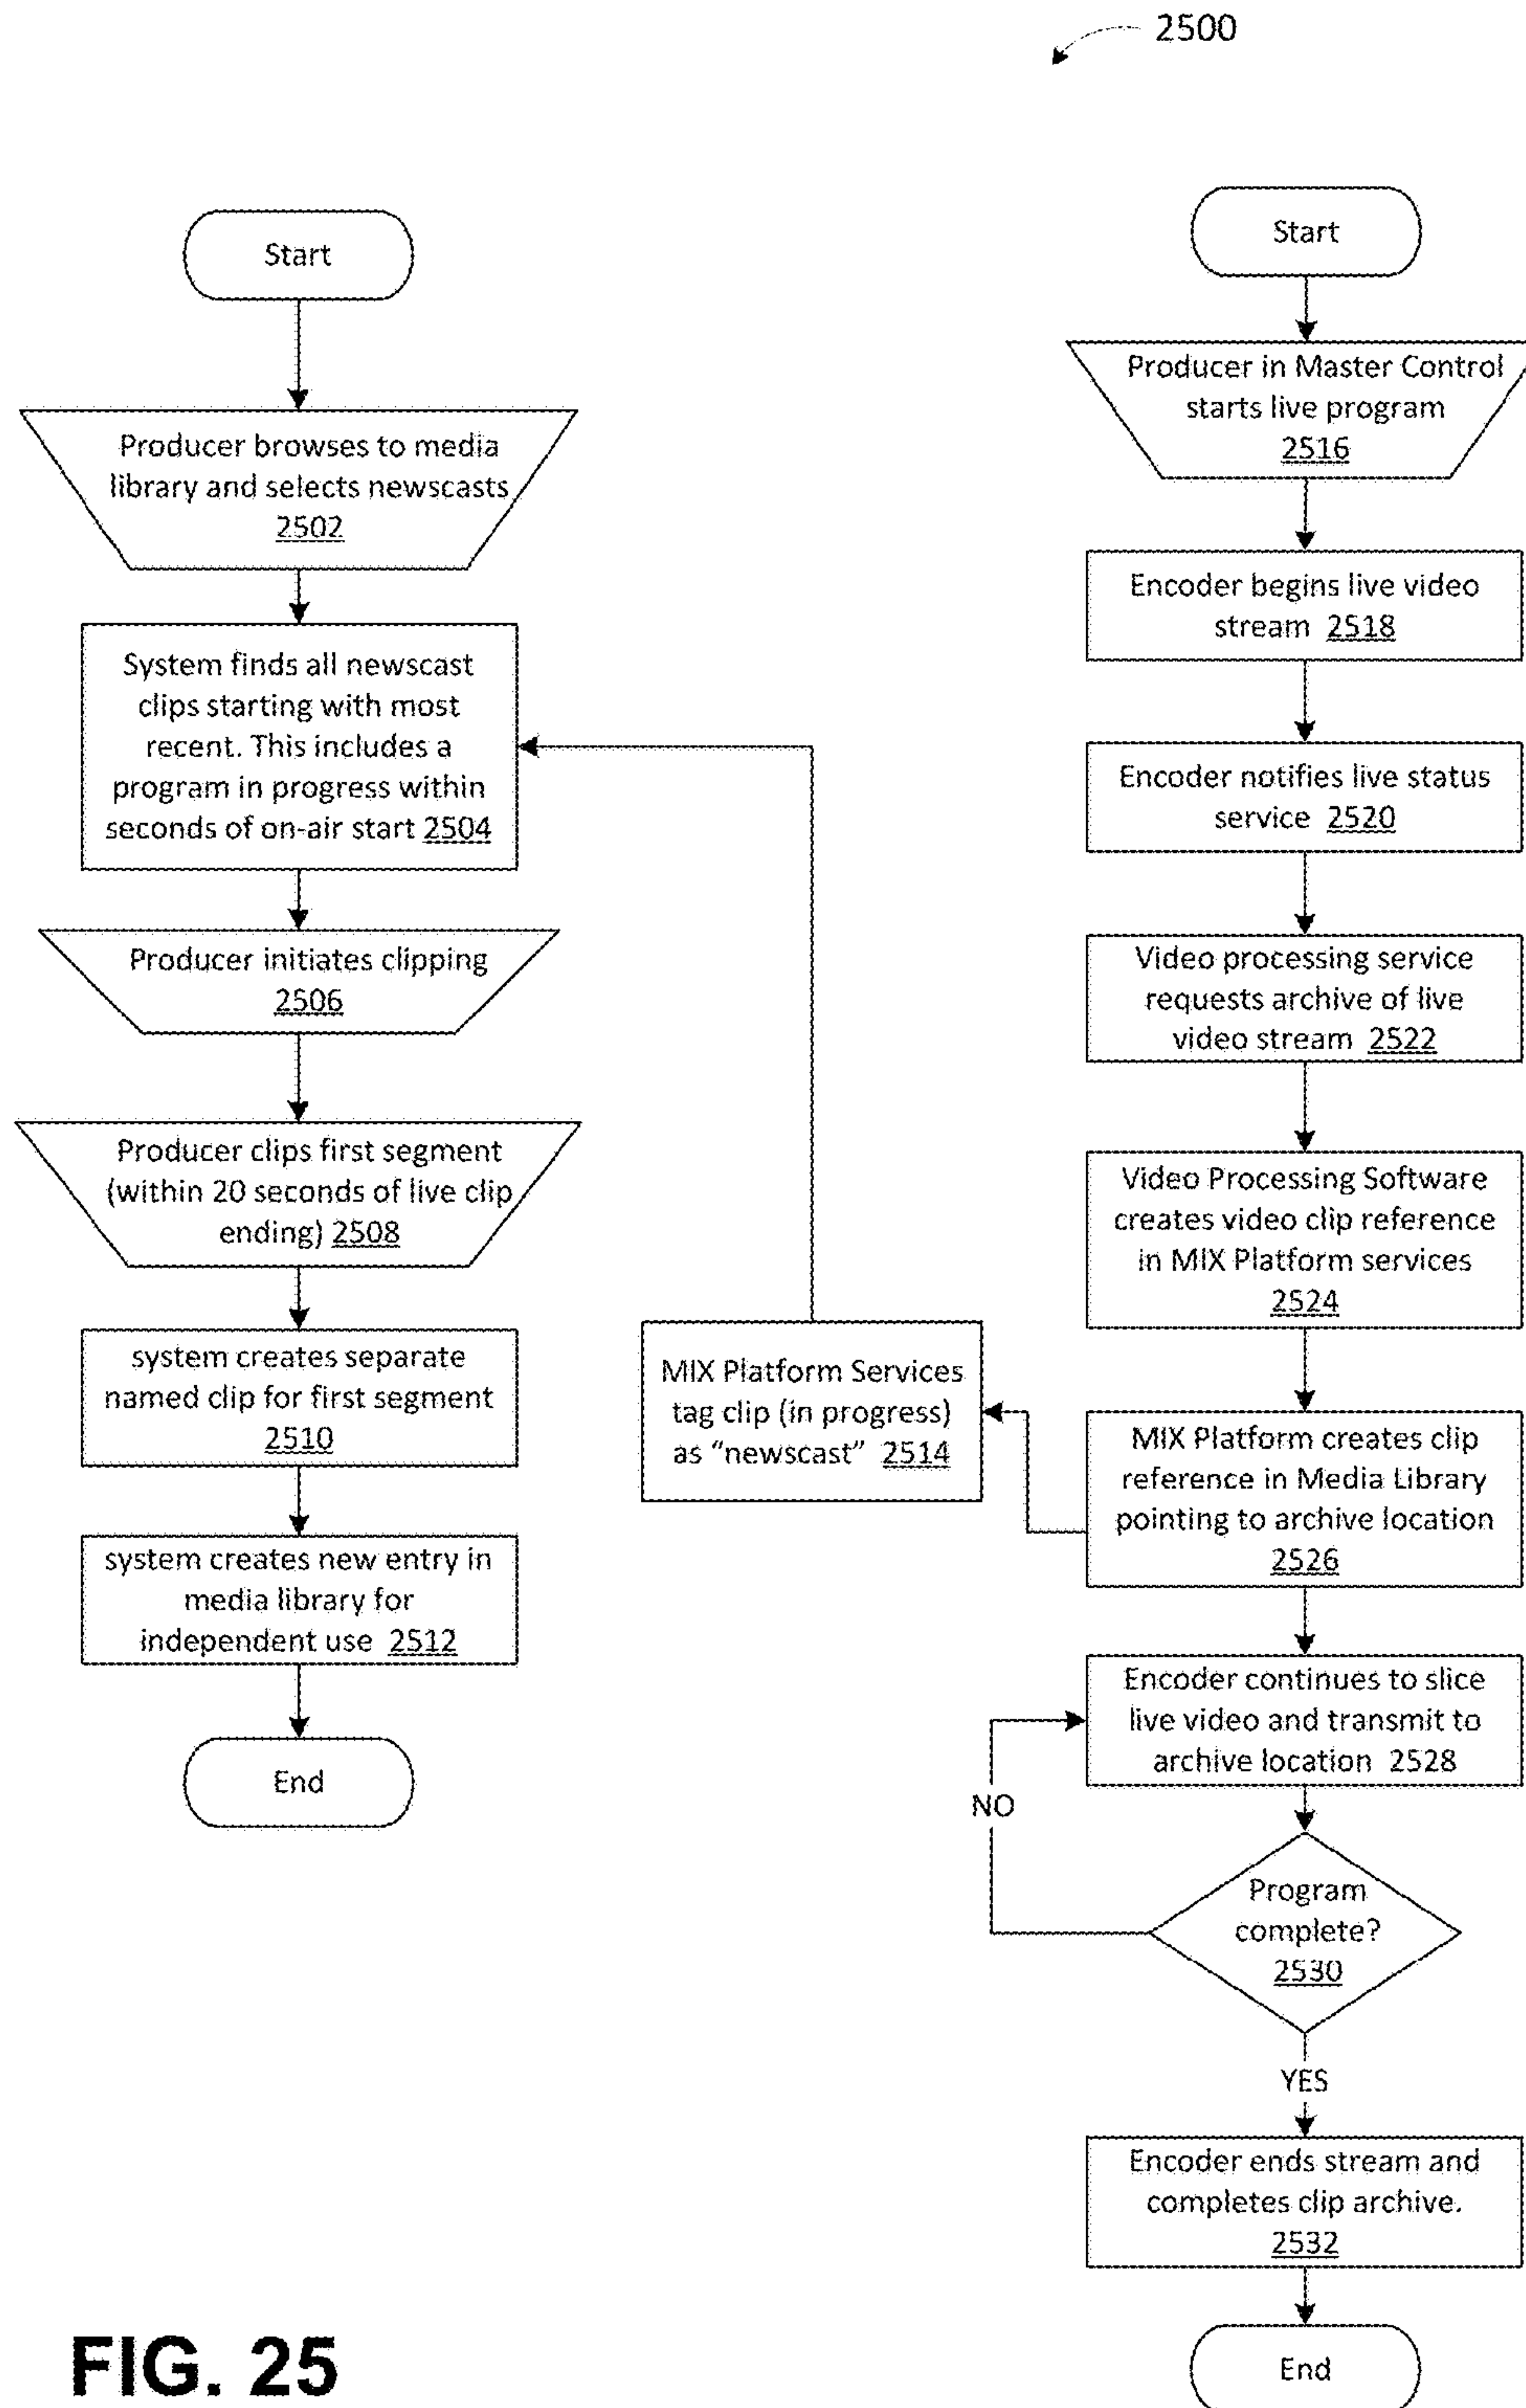 2500
Start
Producer browses to media
library and selects newscasts
2502
System finds all newscast
clips starting with most
recent. This includes a
program in progress within
seconds of on-air start 2504
Producer initiates clipping
2506
Producer clips first segment
(within 20 seconds of live clip
ending) 2508
system creates separate
named clip for first segment
2510
system creates new entry in
media library for
independent use 2512
End
MIX Platform Services
tag clip (in progress)
as “newscast” 2514
Start
Producer in Master Control
starts live program
2516
Encoder begins live video
stream 2518
Encoder notifies live status
service 2520
Video processing service
requests archive of live
video stream 2522
Video Processing Software
creates video clip reference
in MIX Platform services
2524
MIX Platform creates clip
reference in Media Library
pointing to archive location
2526
Encoder continues to slice
live video and transmit to
archive location 2528
NO
Program
complete?
2530
YES
Encoder ends stream and
completes clip archive.
2532
End
FIG. 25